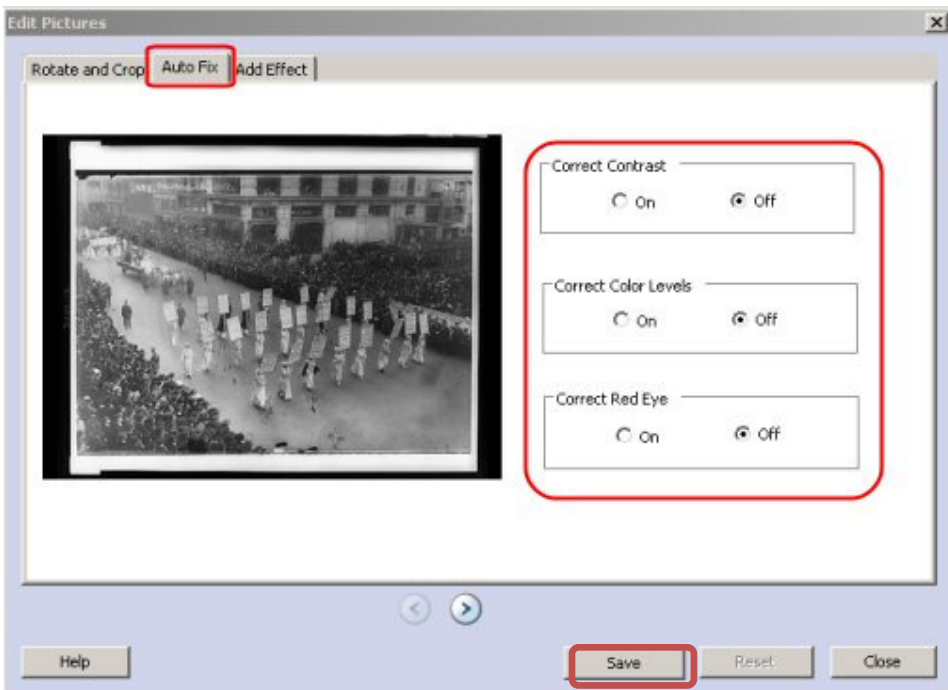 Edit Pictures
Rotate and Crop Auto Fix Add Effect
Correct Contrast
On Off
Correct Color Levels
On Off
Correct Red Eye
On Off
Help Save Reset Close